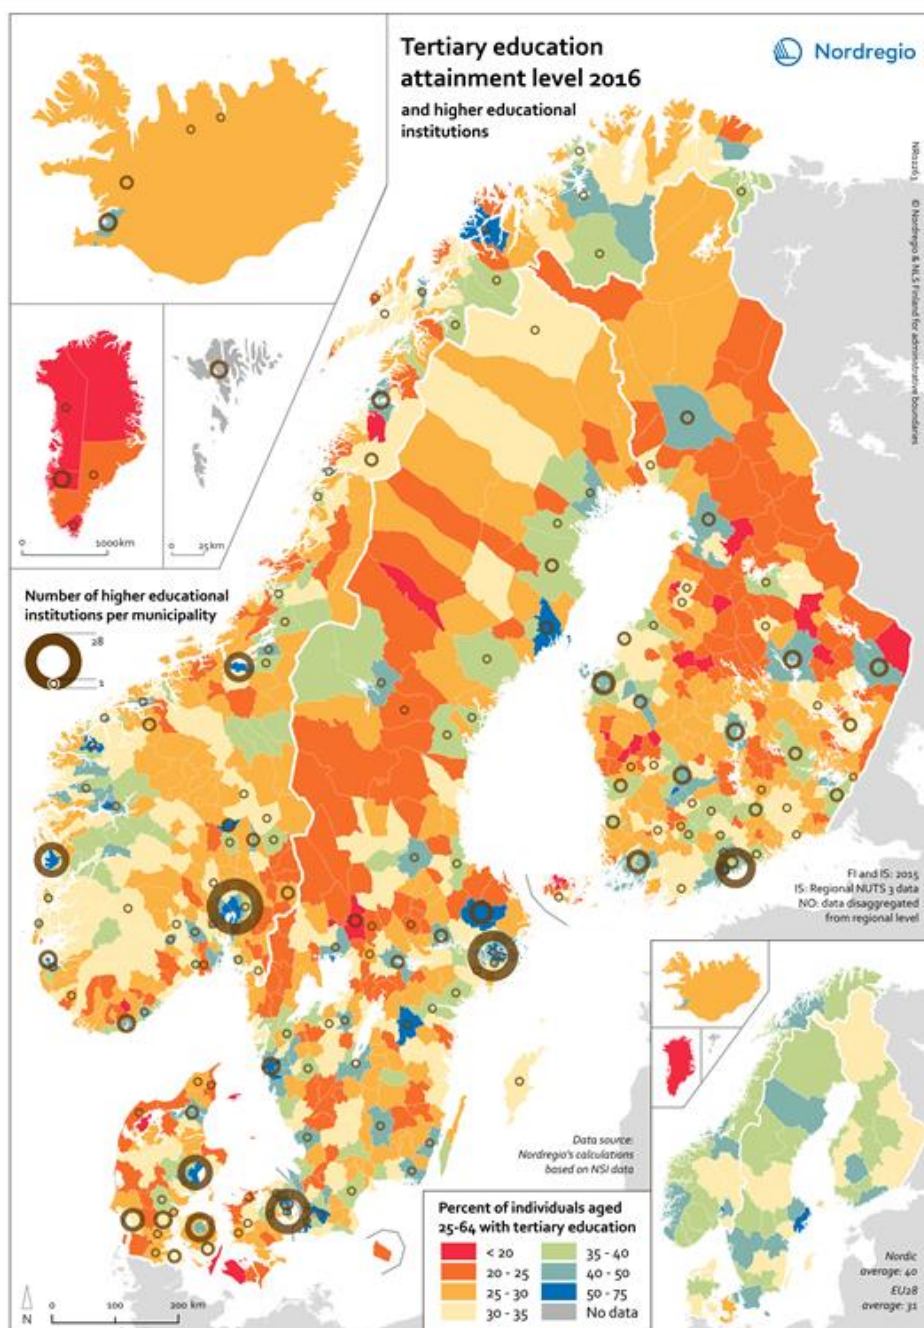 Tertiary education
attainment level 2016
and higher educational
institutions
Nordregio
NR02263
© Nordregio & NLS Finland for administrative boundaries
0
1000km
0
25km
Number of higher educational
institutions per municipality
28
1
FI and IS: 2015
IS: Regional NUTS 3 data
NO: data disaggregated
from regional level
Data source:
Nordregio's calculations
based on NSI data
Percent of individuals aged
25-64 with tertiary education
< 20
20 - 25
25 - 30
30 - 35
35 - 40
40 - 50
50 - 75
No data
Nordic
average: 40
EU28
average: 31
N
0
100
200 km